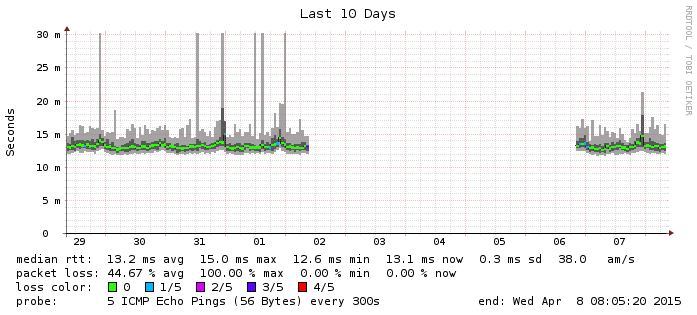 Last 10 Days
RRDTOOL / TOBI OETIKER
Seconds
30 m
25 m
20 m
15 m
10 m
5 m
0
29 30 31 01 02 03 04 05 06 07
median rtt: 13.2 ms avg 15.0 ms max 12.6 ms min 13.1 ms now 0.3 ms sd 38.0 am/s
packet loss: 44.67 % avg 100.00 % max 0.00 % min 0.00 % now
loss color: 0 1/5 2/5 3/5 4/5
probe: 5 ICMP Echo Pings (56 Bytes) every 300s end: Wed Apr 8 08:05:20 2015